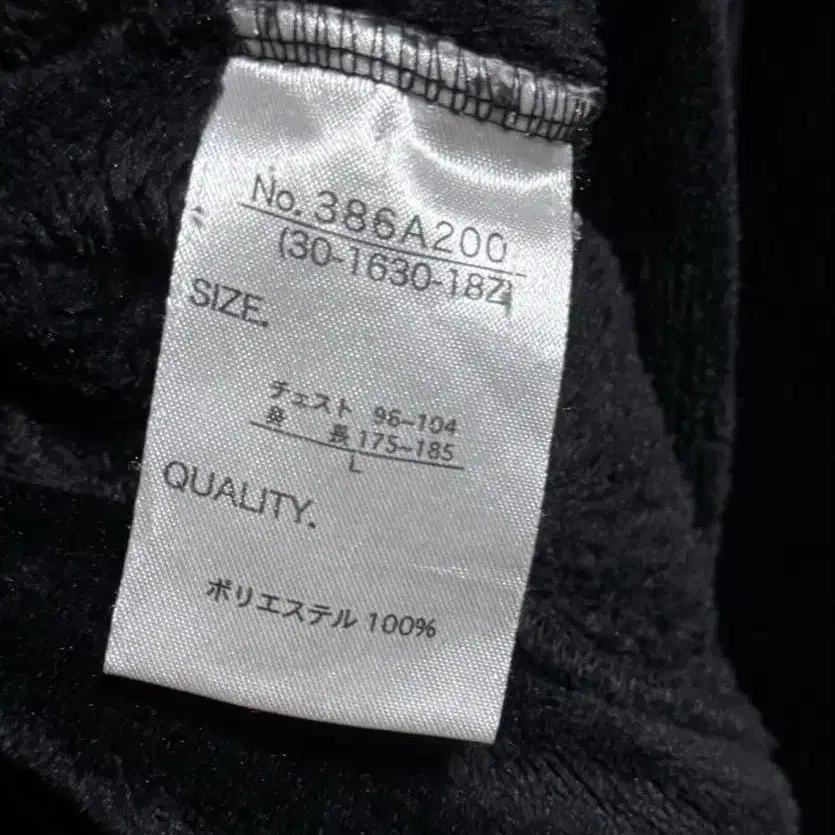 No. 386A200
(30-1630-18Z)
SIZE.
チェスト 96~104
身 長 175~185
L
QUALITY.
ポリエステル 100%